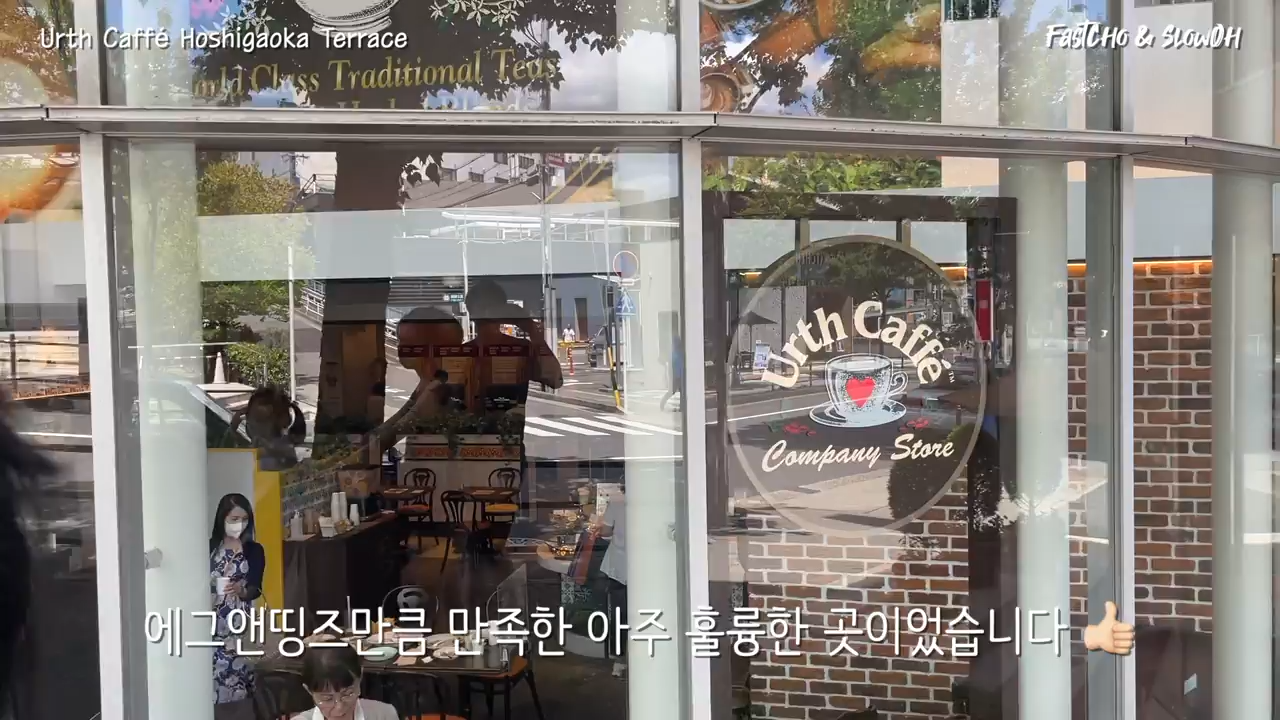 Urth Caffé Hoshigaoka Terrace
FastCHo & SlowOH
World Class Traditional Teas
Urth Caffé
Company Store
에그앤띵즈만큼 만족한 아주 훌륭한 곳이었습니다 👍🏼